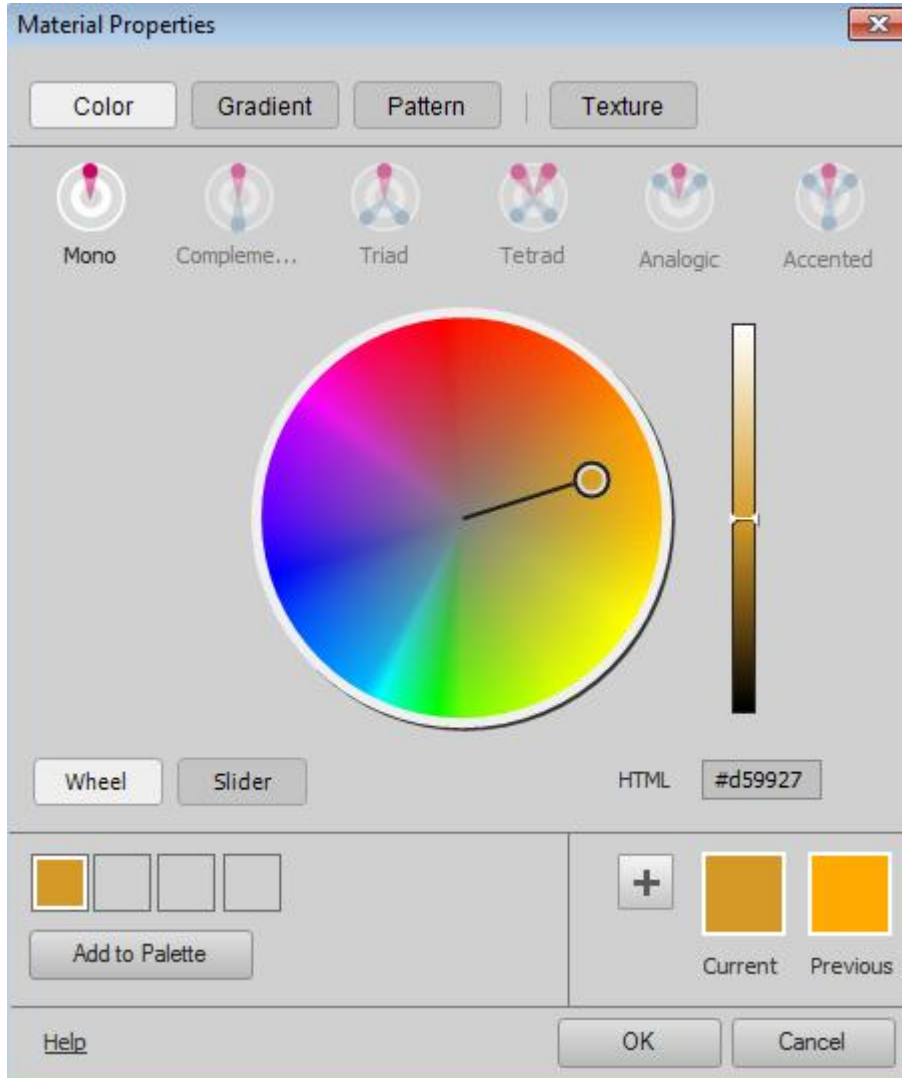 Material Properties
Color Gradient Pattern | Texture
Mono Compleme... Triad Tetrad Analogic Accented
Wheel Slider HTML #d59927
Add to Palette
Current Previous
Help OK Cancel